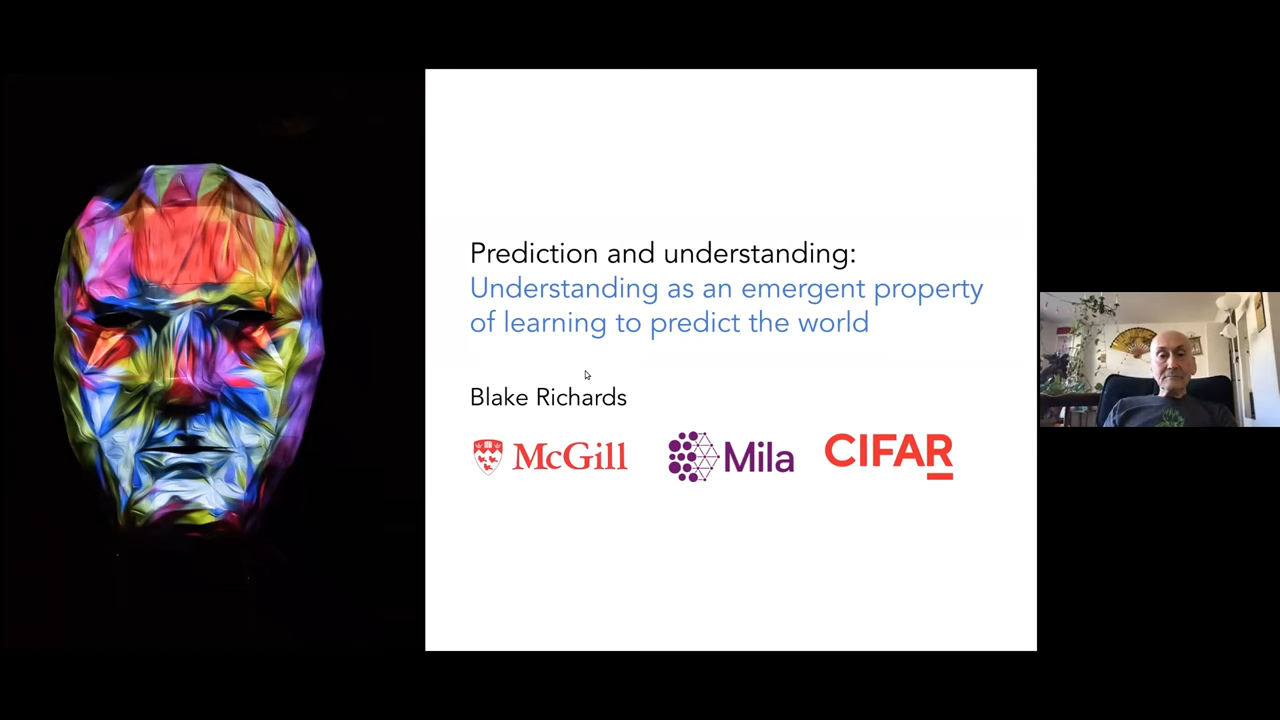 Prediction and understanding:
Understanding as an emergent property
of learning to predict the world
Blake Richards
McGill
Mila
CIFAR